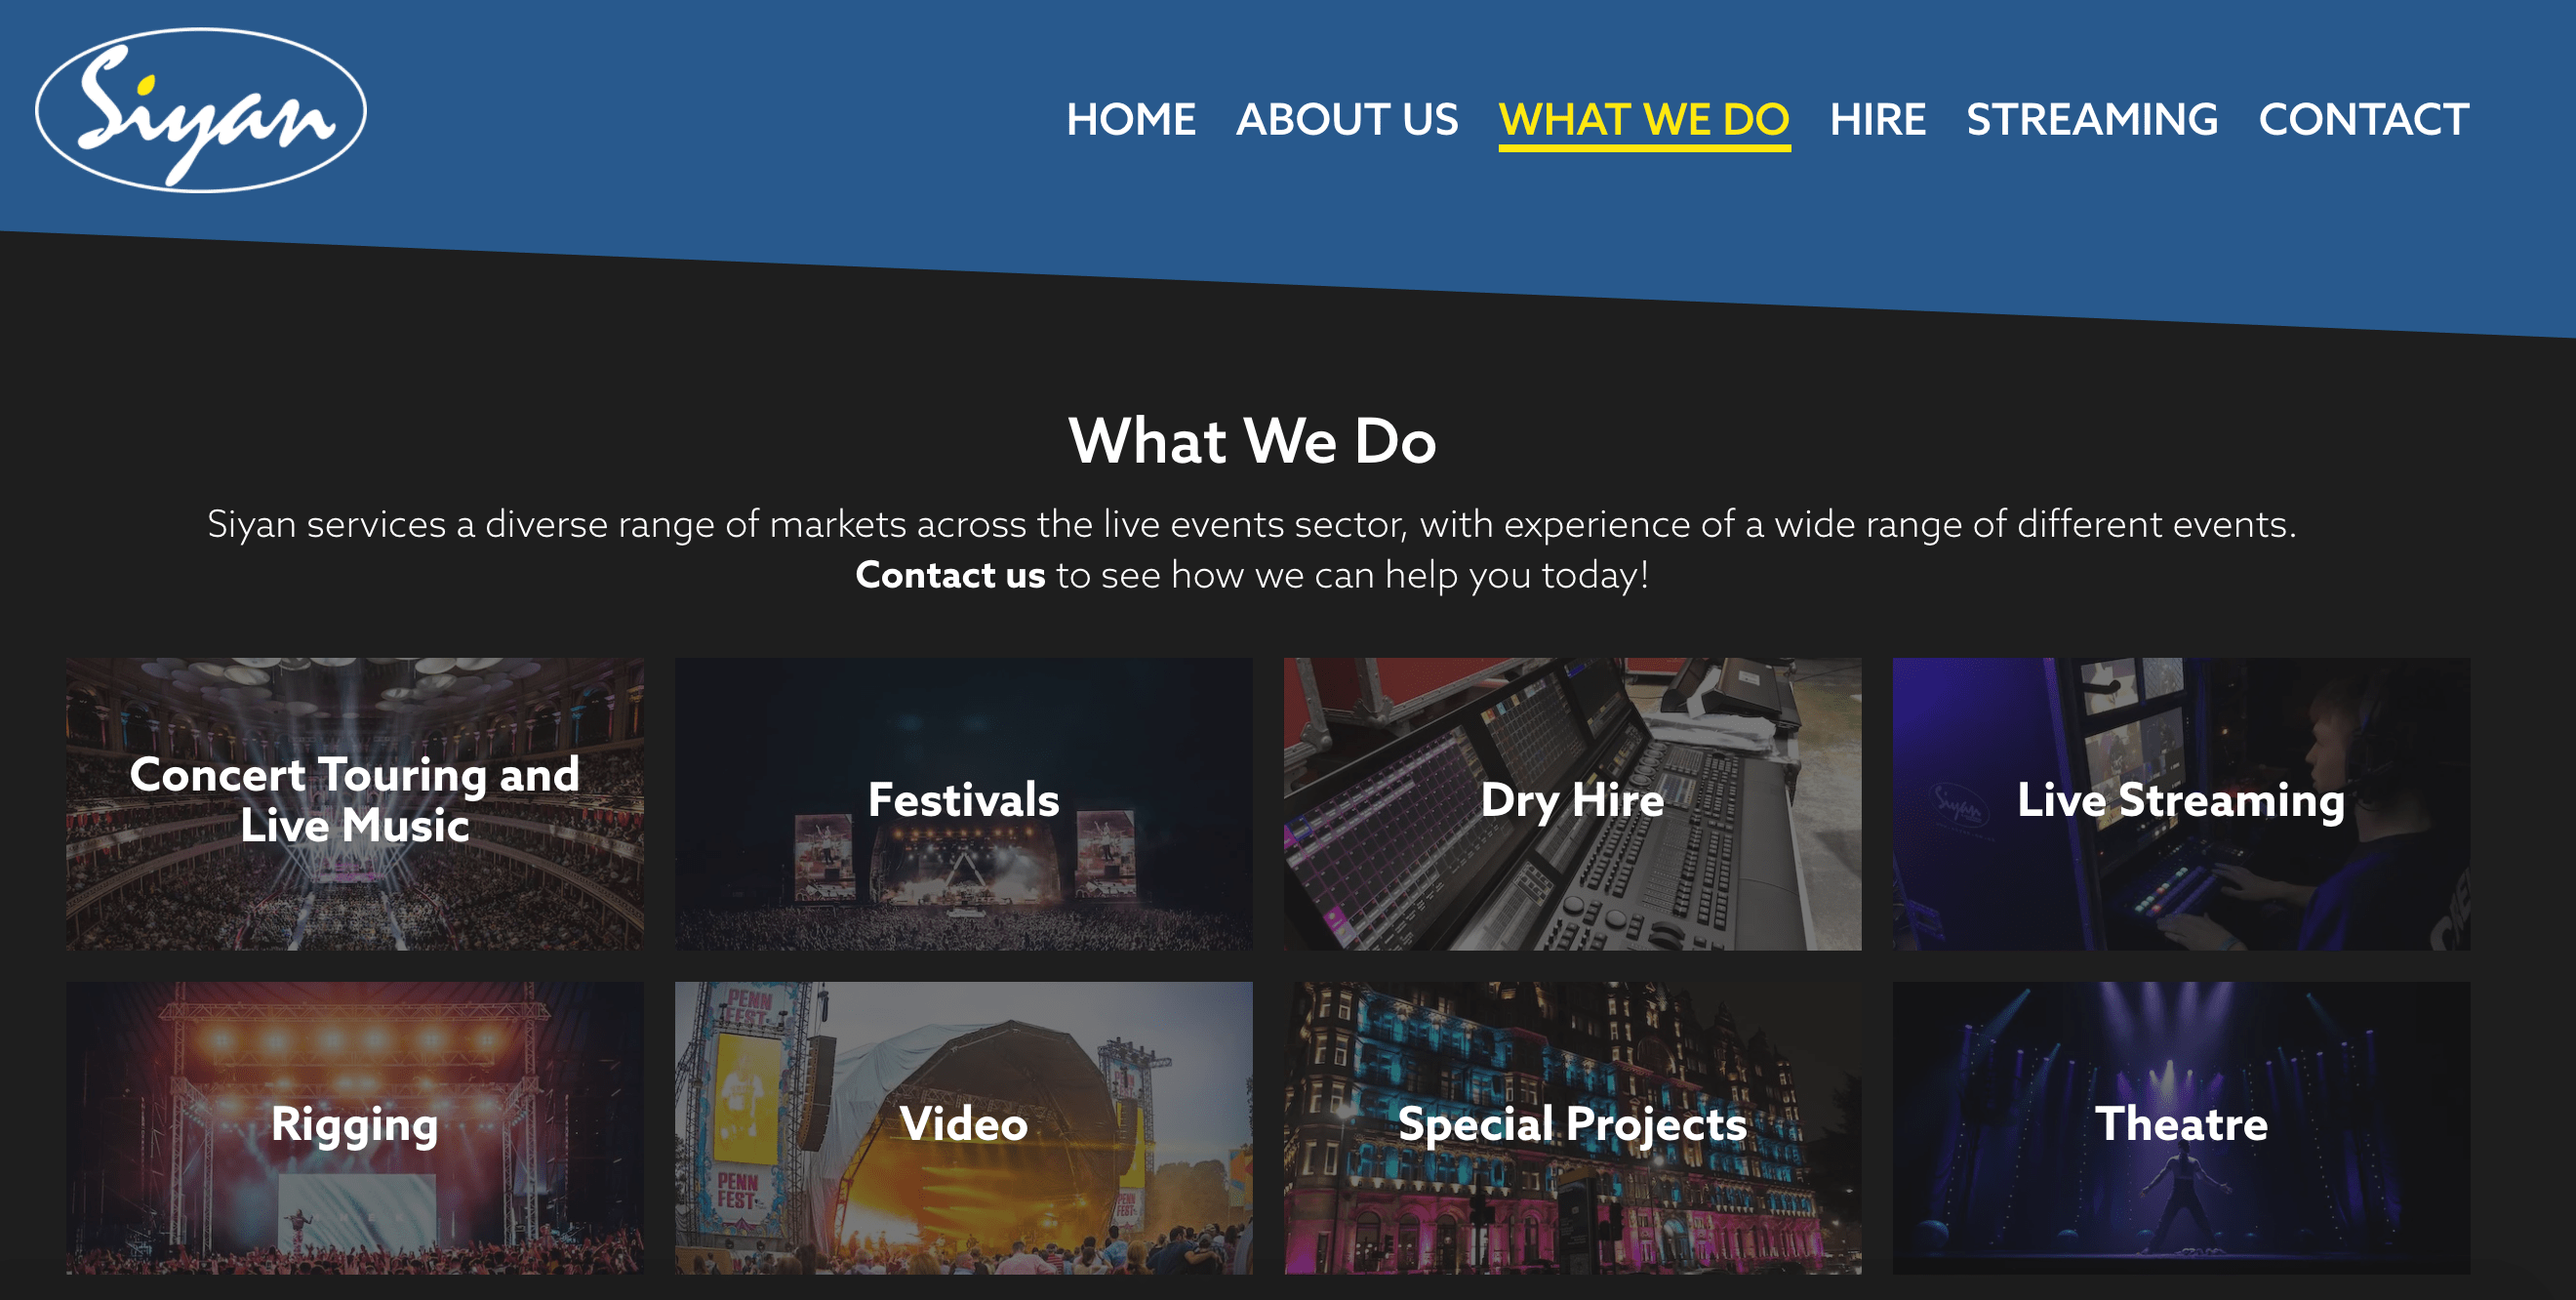 Siyan
HOME ABOUT US WHAT WE DO HIRE STREAMING CONTACT
What We Do
Siyan services a diverse range of markets across the live events sector, with experience of a wide range of different events.
Contact us to see how we can help you today!
Concert Touring and
Live Music
Festivals
Dry Hire
Siyan
Live Streaming
Rigging
PENN
FEST
Video
PENN
FEST
PENN
FEST
Special Projects
Theatre